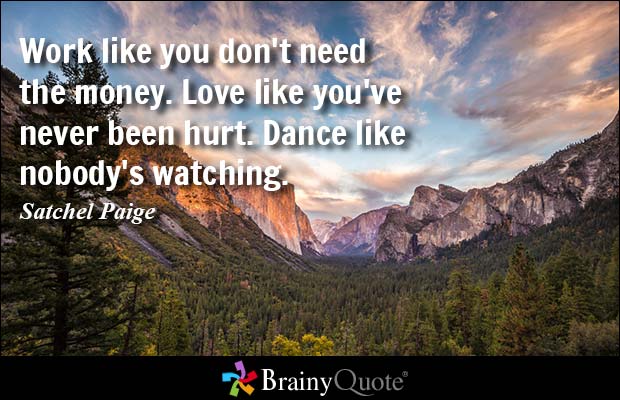 Work like you don't need
the money. Love like you've
never been hurt. Dance like
nobody's watching.
Satchel Paige
BrainyQuote®